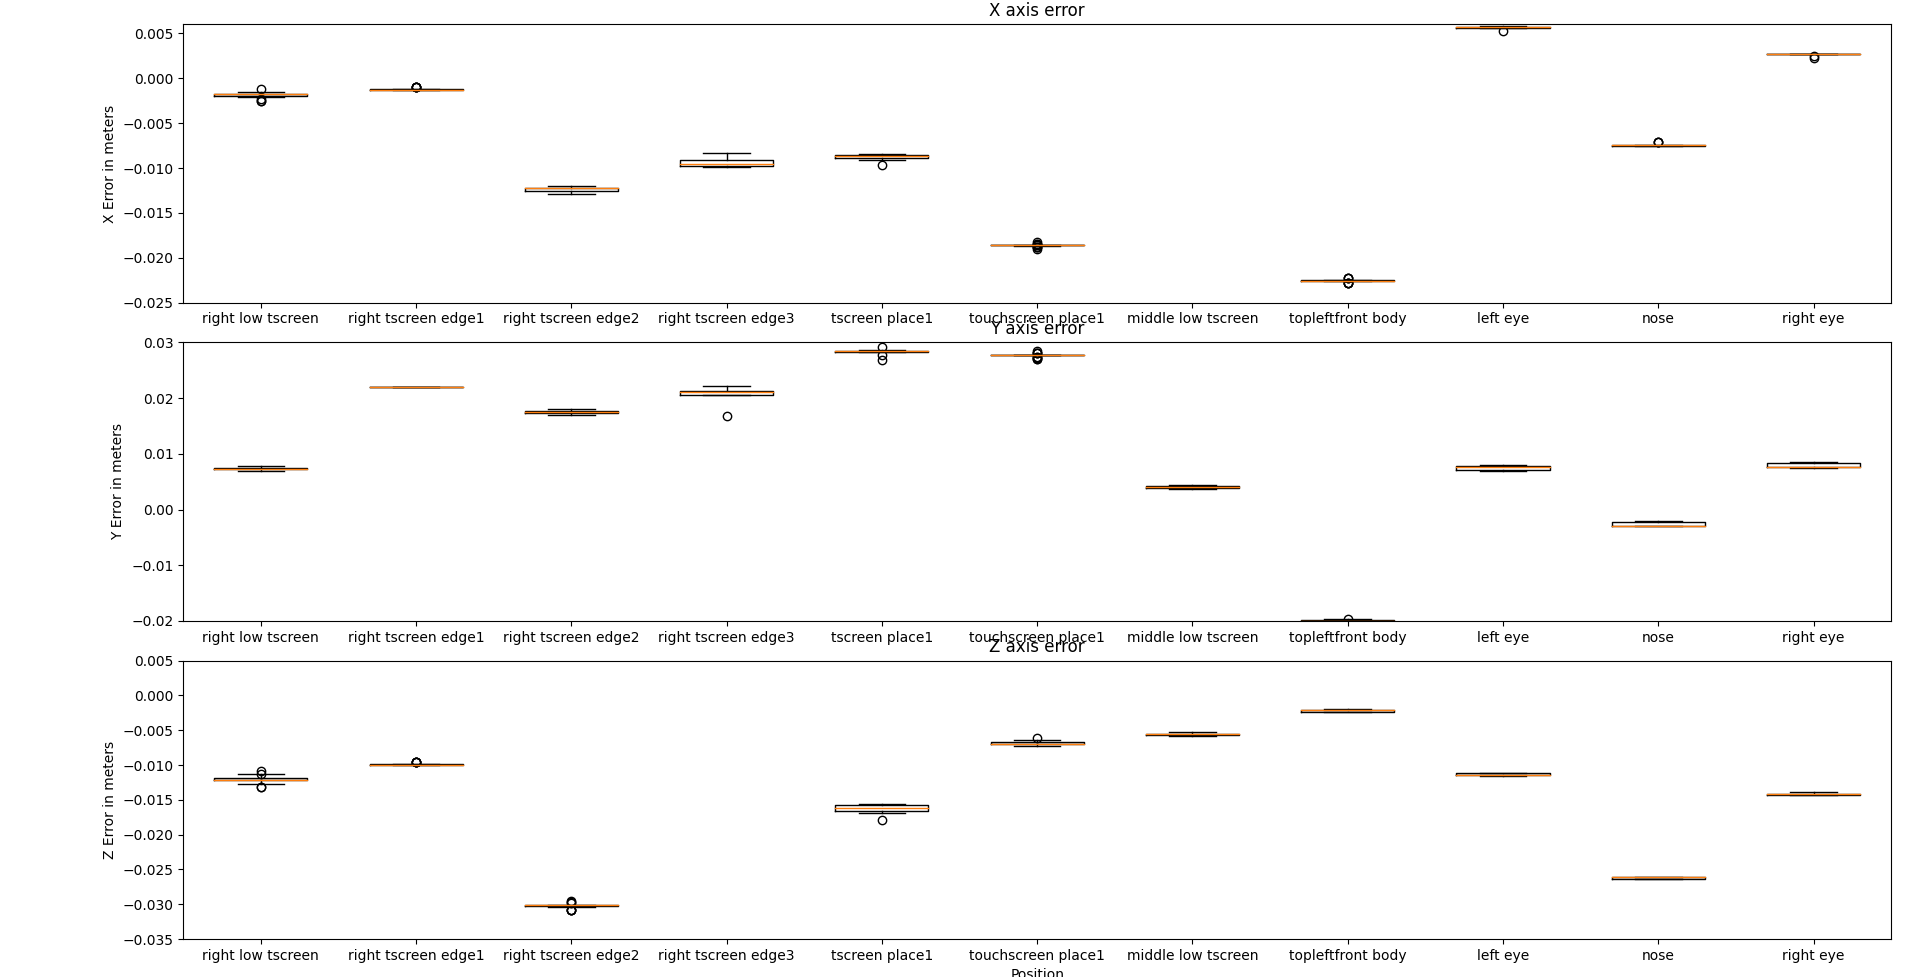 X axis error
0.005
0.000
−0.005
−0.010
−0.015
−0.020
−0.025
X Error in meters
right low tscreen right tscreen edge1 right tscreen edge2 right tscreen edge3 tscreen place1 touchscreen place1 middle low tscreen topleftfront body left eye nose right eye
Y axis error
0.03
0.02
0.01
0.00
−0.01
−0.02
Y Error in meters
right low tscreen right tscreen edge1 right tscreen edge2 right tscreen edge3 tscreen place1 touchscreen place1 middle low tscreen topleftfront body left eye nose right eye
Z axis error
0.005
0.000
−0.005
−0.010
−0.015
−0.020
−0.025
−0.030
−0.035
Z Error in meters
right low tscreen right tscreen edge1 right tscreen edge2 right tscreen edge3 tscreen place1 touchscreen place1 middle low tscreen topleftfront body left eye nose right eye
Position